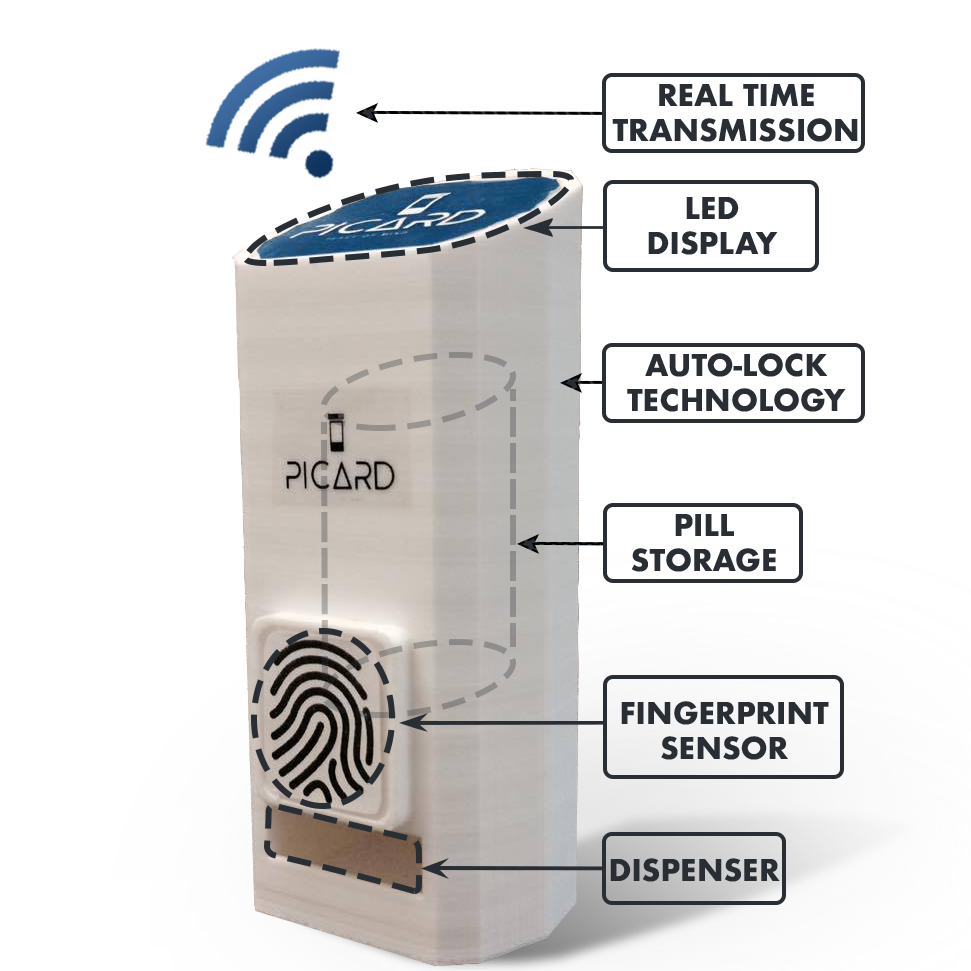 REAL TIME
TRANSMISSION
PICARD
LED
DISPLAY
AUTO-LOCK
TECHNOLOGY
PICARD
PILL
STORAGE
FINGERPRINT
SENSOR
DISPENSER